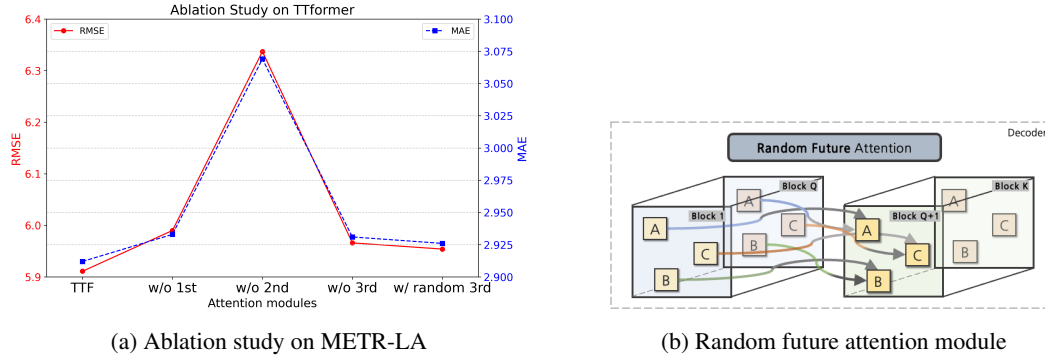 Ablation Study on TTformer
RMSE
MAE
6.4
6.3
6.2
6.1
6.0
5.9
RMSE
3.100
3.075
3.050
3.025
3.000
2.975
2.950
2.925
2.900
MAE
TTF
w/o 1st
w/o 2nd
w/o 3rd
w/ random 3rd
Attention modules
(a) Ablation study on METR-LA
Decoder
Random Future Attention
Block Q
Block K
Block 1
Block Q+1
A
A
A
A
C
C
C
C
B
B
B
B
(b) Random future attention module